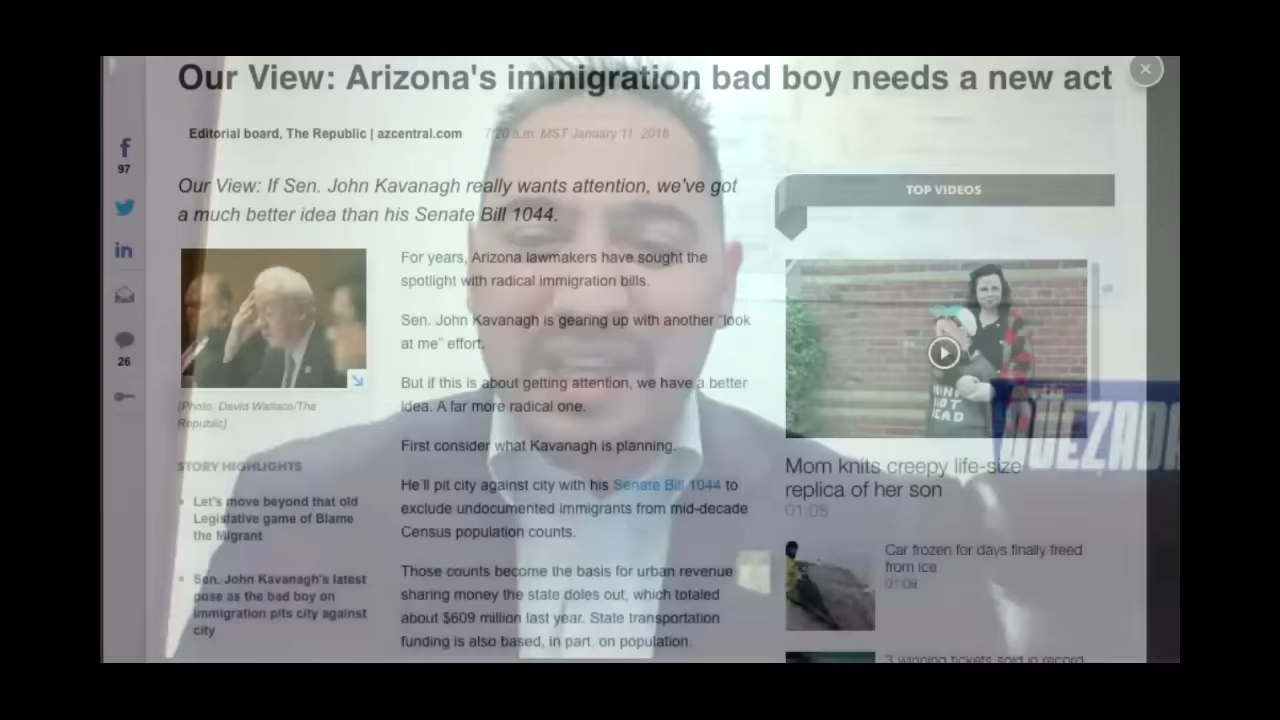 Our View: Arizona's immigration bad boy needs a new act
Editorial board, The Republic | azcentral.com 7:20 a.m. MST January 11, 2016
97
26
Our View: If Sen. John Kavanagh really wants attention, we've got
a much better idea than his Senate Bill 1044.
(Photo: David Wallace/The
Republic)
STORY HIGHLIGHTS
Let's move beyond that old
Legislative game of Blame
the Migrant
Sen. John Kavanagh's latest
pose as the bad boy on
immigration pits city against
city
For years, Arizona lawmakers have sought the
spotlight with radical immigration bills.
Sen. John Kavanagh is gearing up with another "look
at me" effort.
But if this is about getting attention, we have a better
idea. A far more radical one.
First consider what Kavanagh is planning.
He'll pit city against city with his Senate Bill 1044 to
exclude undocumented immigrants from mid-decade
Census population counts.
Those counts become the basis for urban revenue
sharing money the state doles out, which totaled
about $609 million last year. State transportation
funding is also based, in part, on population.
TOP VIDEOS
QUEZADA
Mom knits creepy life-size
replica of her son
01:08
Car frozen for days finally freed
from ice
01:09
3 winning tickets sold in record